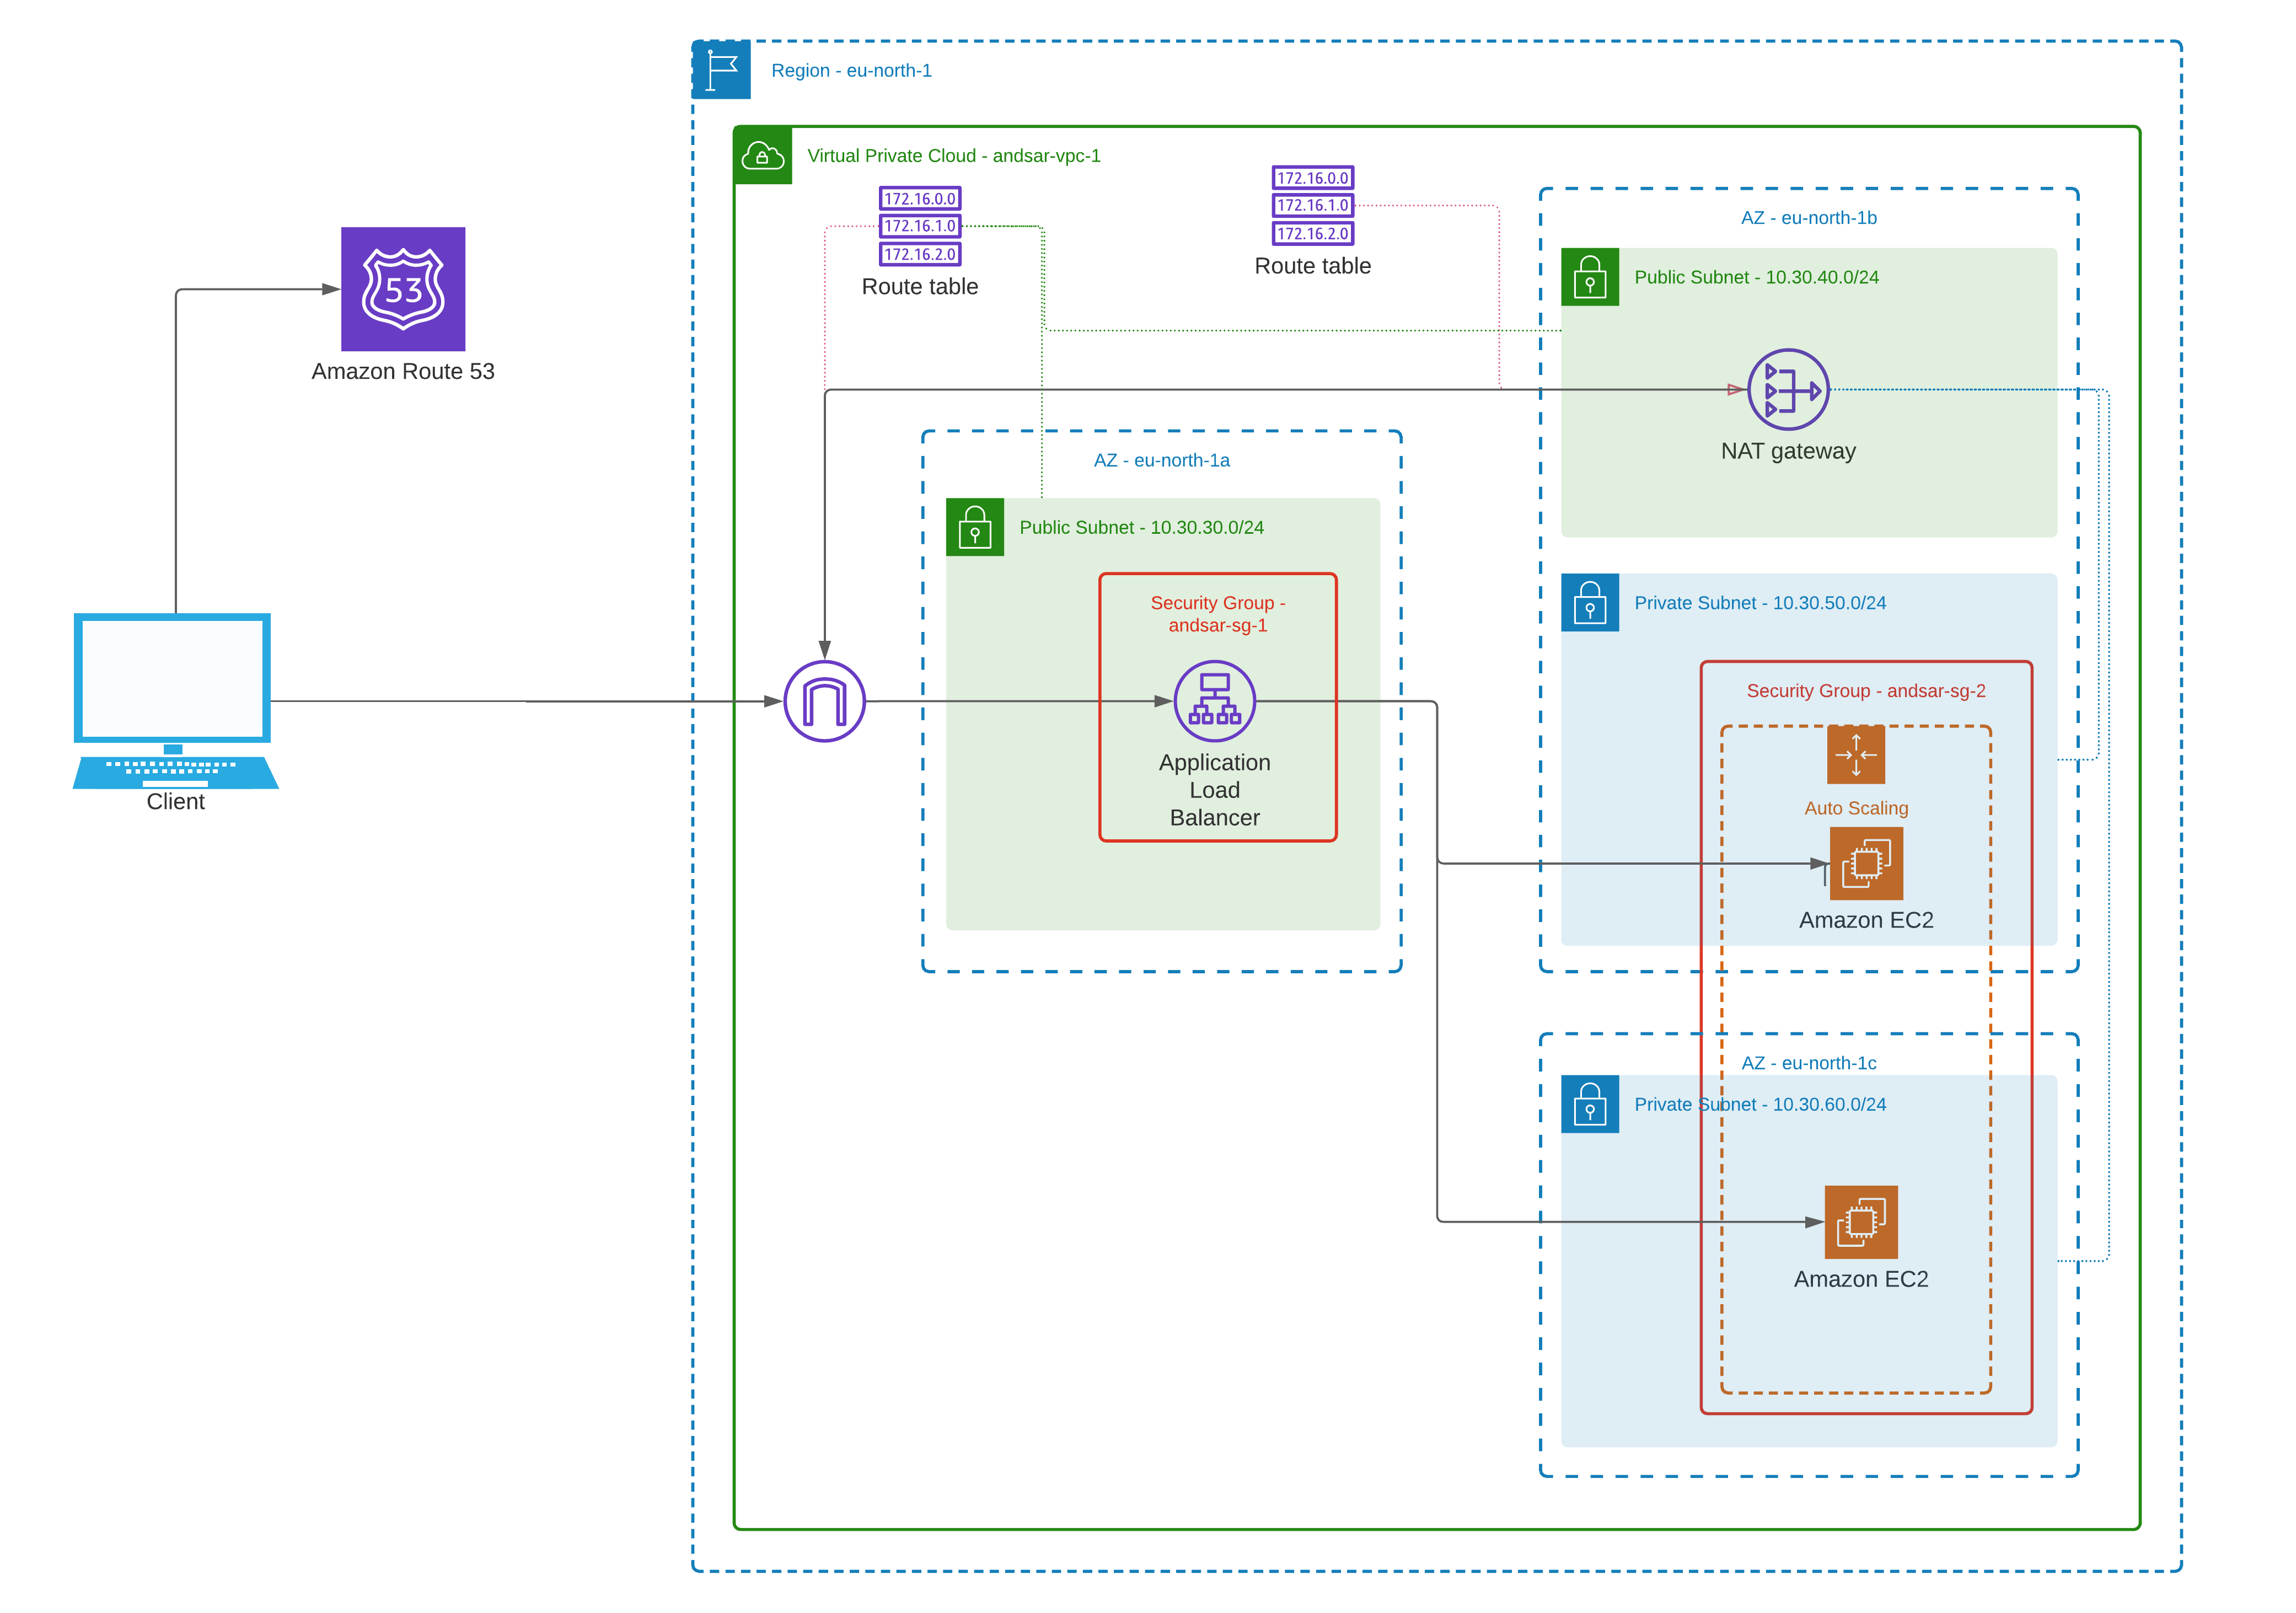 Region - eu-north-1
Virtual Private Cloud - andsar-vpc-1
172.16.0.0
172.16.1.0
172.16.2.0
Route table
172.16.0.0
172.16.1.0
172.16.2.0
Route table
AZ - eu-north-1b
Public Subnet - 10.30.40.0/24
NAT gateway
53
Amazon Route 53
AZ - eu-north-1a
Public Subnet - 10.30.30.0/24
Security Group -
andsar-sg-1
Application
Load
Balancer
Client
Private Subnet - 10.30.50.0/24
Security Group - andsar-sg-2
Auto Scaling
Amazon EC2
AZ - eu-north-1c
Private Subnet - 10.30.60.0/24
Amazon EC2